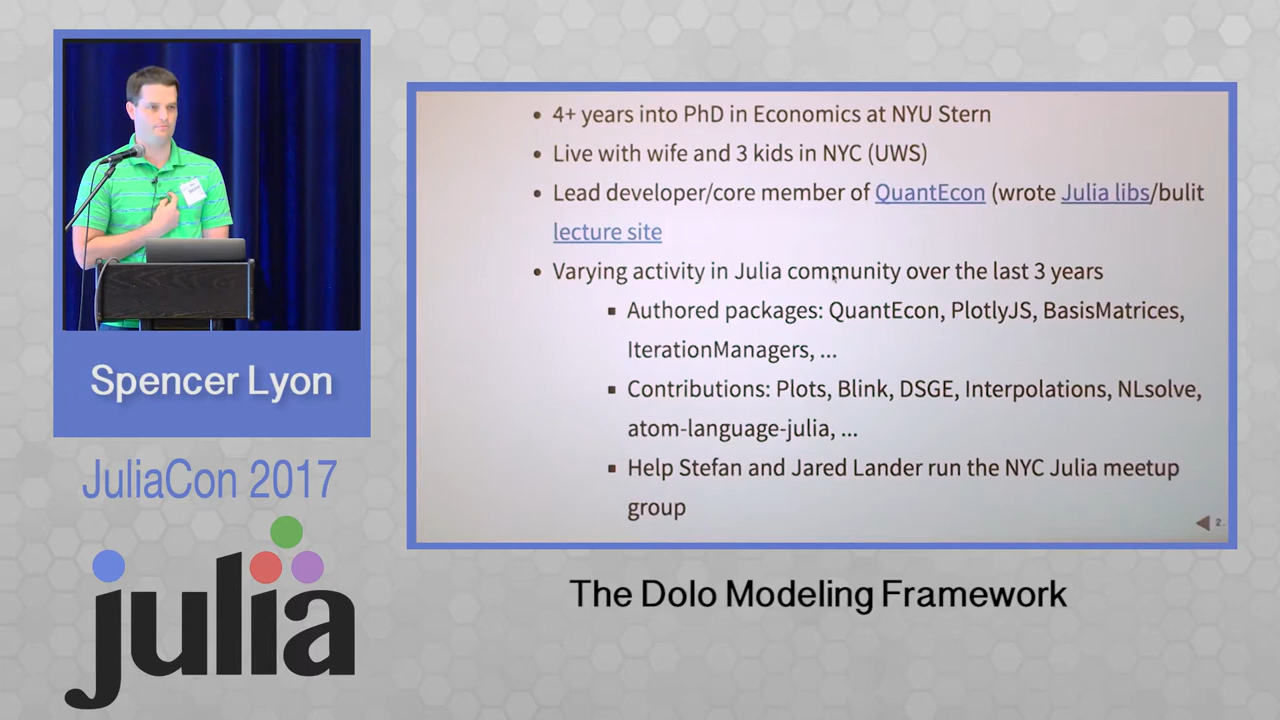 4+ years into PhD in Economics at NYU Stern
Live with wife and 3 kids in NYC (UWS)
Lead developer/core member of QuantEcon (wrote Julia libs/bulit
lecture site
Varying activity in Julia community over the last 3 years
Authored packages: QuantEcon, PlotlyJS, BasisMatrices,
IterationManagers, ...
Contributions: Plots, Blink, DSGE, Interpolations, NLsolve,
atom-language-julia, ...
Help Stefan and Jared Lander run the NYC Julia meetup
group
2
Spencer Lyon
JuliaCon 2017
julia
The Dolo Modeling Framework